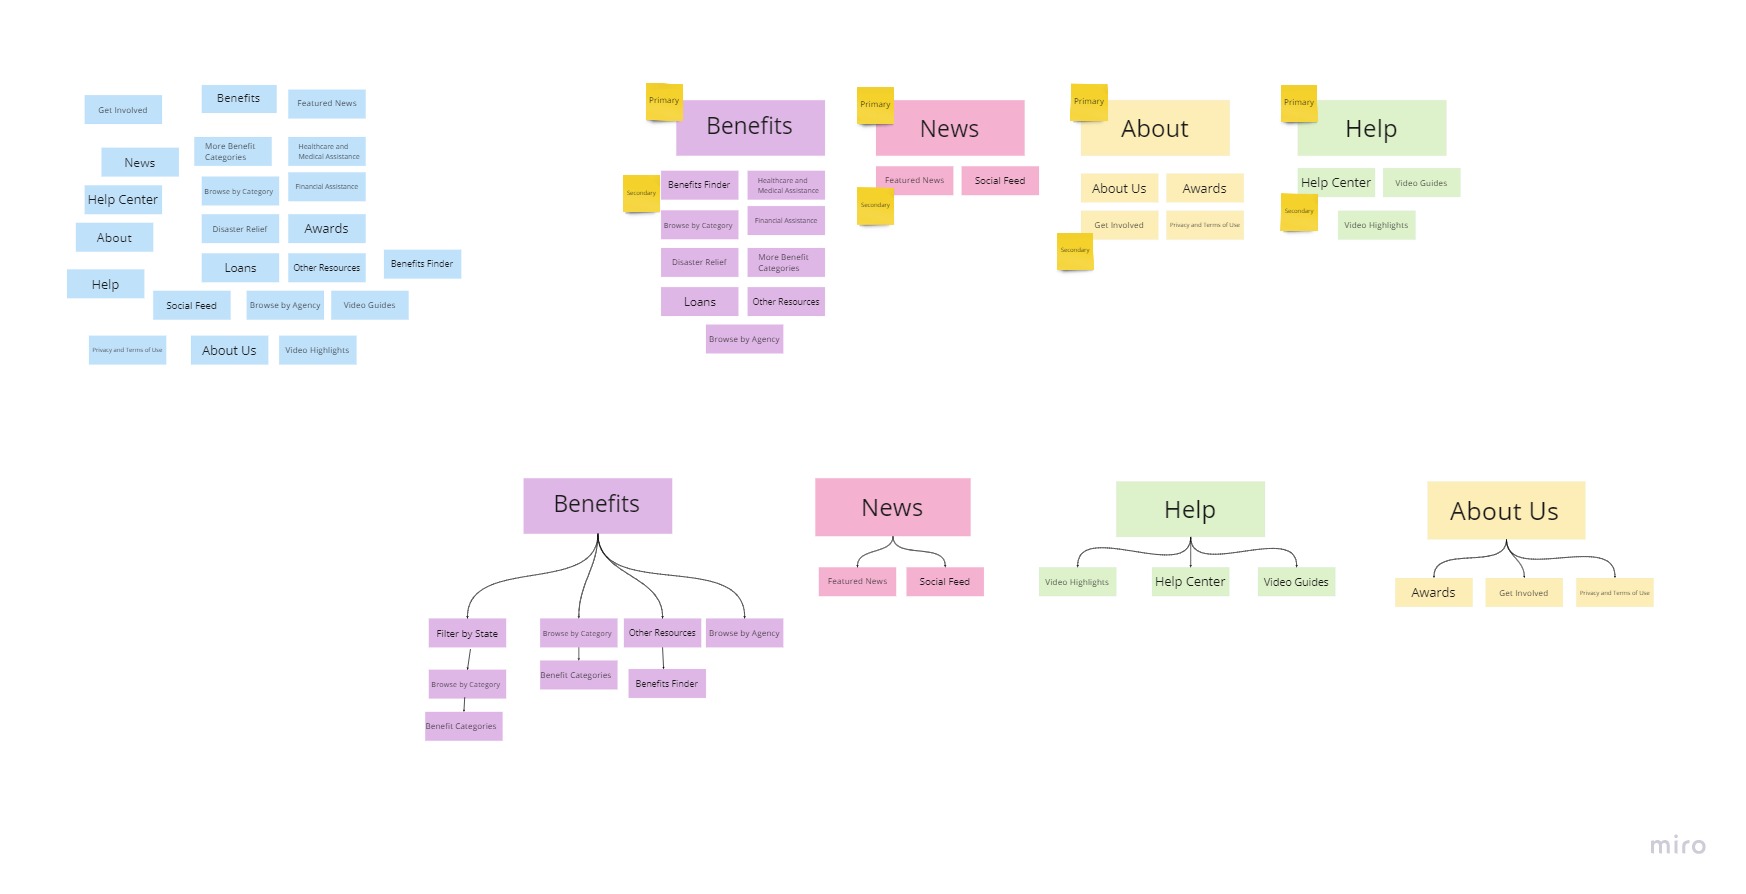 Get Involved
Benefits
Featured News
News
More Benefit
Categories
Healthcare and
Medical Assistance
Help Center
Browse by Category
Financial Assistance
About
Disaster Relief
Awards
Help
Loans
Other Resources
Benefits Finder
Social Feed
Browse by Agency
Video Guides
Privacy and Terms of Use
About Us
Video Highlights
Primary
Benefits
Secondary
Benefits Finder
Healthcare and
Medical Assistance
Browse by Category
Financial Assistance
Disaster Relief
More Benefit
Categories
Loans
Other Resources
Browse by Agency
Primary
News
Featured News
Social Feed
Secondary
Primary
About
About Us
Awards
Get Involved
Privacy and Terms of Use
Secondary
Primary
Help
Help Center
Video Guides
Secondary
Video Highlights
Benefits
Filter by State
Browse by Category
Other Resources
Browse by Agency
Browse by Category
Benefit Categories
Benefits Finder
Benefit Categories
News
Featured News
Social Feed
Help
Video Highlights
Help Center
Video Guides
About Us
Awards
Get Involved
Privacy and Terms of Use
miro